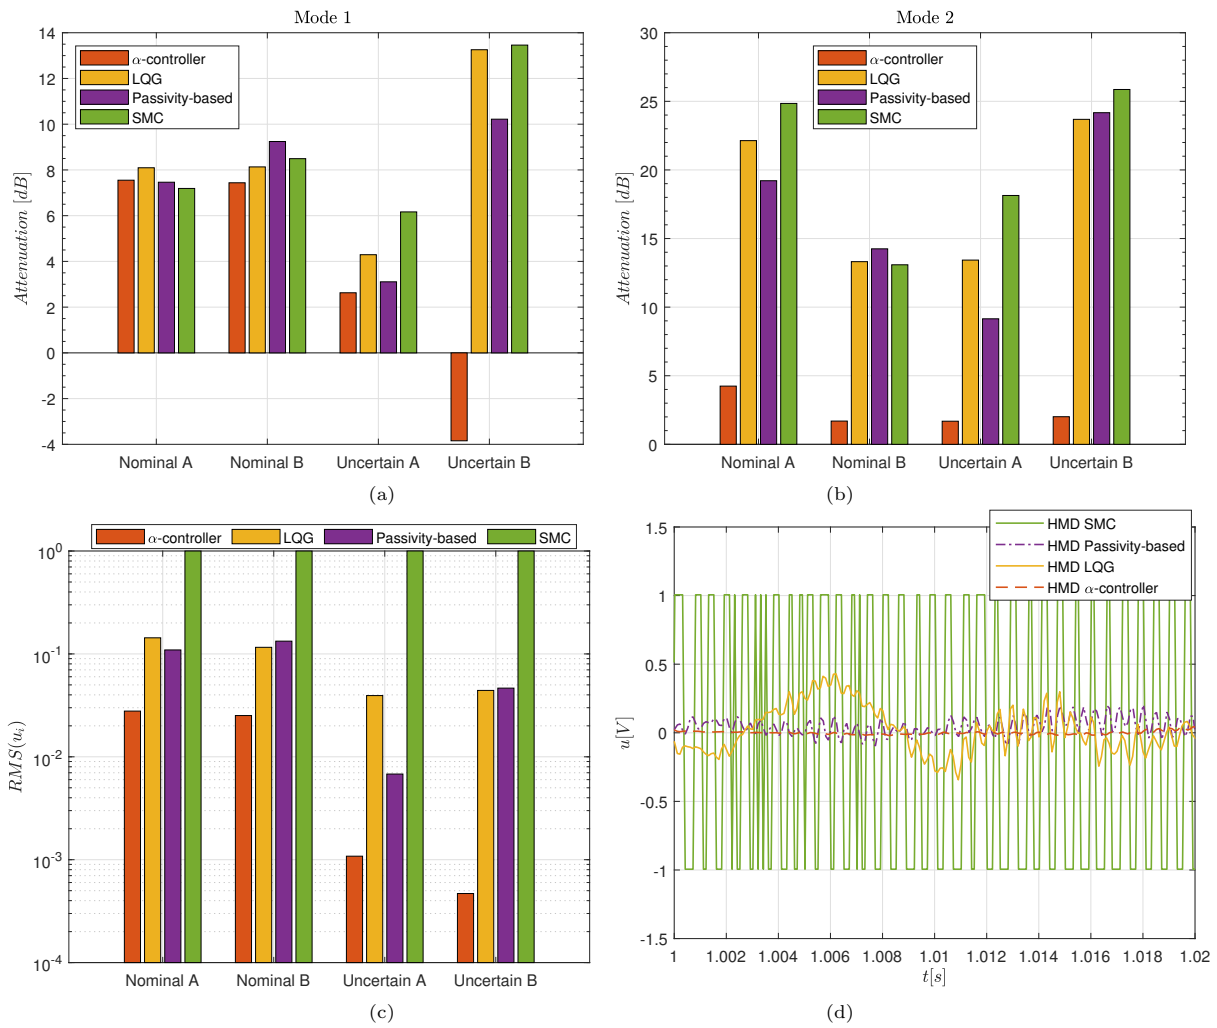 Mode 1
Attenuation [dB]
14
12
10
8
6
4
2
0
-2
-4
α-controller
LQG
Passivity-based
SMC
Nominal A
Nominal B
Uncertain A
Uncertain B
(a)
Mode 2
Attenuation [dB]
30
25
20
15
10
5
0
α-controller
LQG
Passivity-based
SMC
Nominal A
Nominal B
Uncertain A
Uncertain B
(b)
α-controller LQG Passivity-based SMC
RMS(u_i)
10^0
10^-1
10^-2
10^-3
10^-4
Nominal A
Nominal B
Uncertain A
Uncertain B
(c)
HMD SMC
HMD Passivity-based
HMD LQG
HMD α-controller
u[V]
1.5
1
0.5
0
-0.5
-1
-1.5
1 1.002 1.004 1.006 1.008 1.01 1.012 1.014 1.016 1.018 1.02
t[s]
(d)